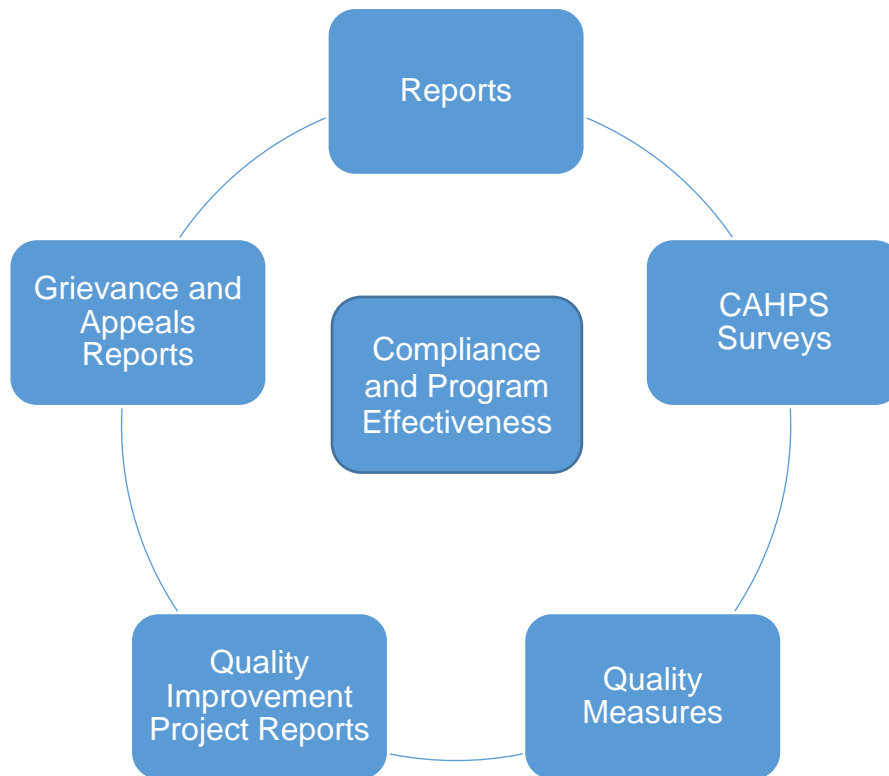 Reports
Grievance and
Appeals
Reports
CAHPS
Surveys
Compliance
and Program
Effectiveness
Quality
Improvement
Project Reports
Quality
Measures